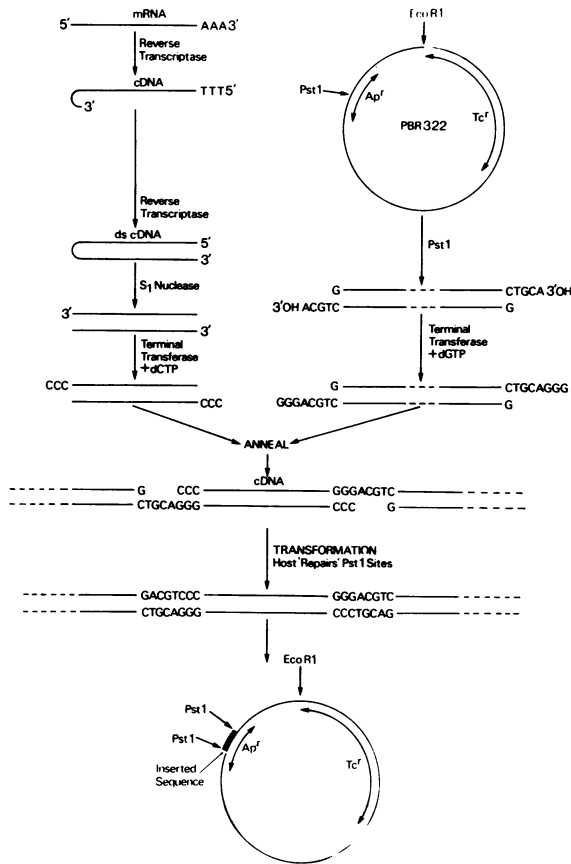 mRNA
5' AAA3'
Reverse
Transcriptase
cDNA
TTT5'
3'
Reverse
Transcriptase
ds cDNA
5'
3'
S1 Nuclease
3'
3'
Terminal
Transferase
+dCTP
CCC
CCC
EcoR1
Pst1
Apr
PBR322
Tcr
Pst1
G CTGCA 3'OH
3'OH ACGTC G
Terminal
Transferase
+dGTP
G CTGCAGGG
GGGACGTC G
ANNEAL
cDNA
G CCC GGGACGTC
CTGCAGGG CCC G
TRANSFORMATION
Host 'Repairs' Pst1 Sites
GACGTCCC GGGACGTC
CTGCAGGG CCCTGCAG
EcoR1
Pst1
Pst1
Apr
Inserted
Sequence
Tcr